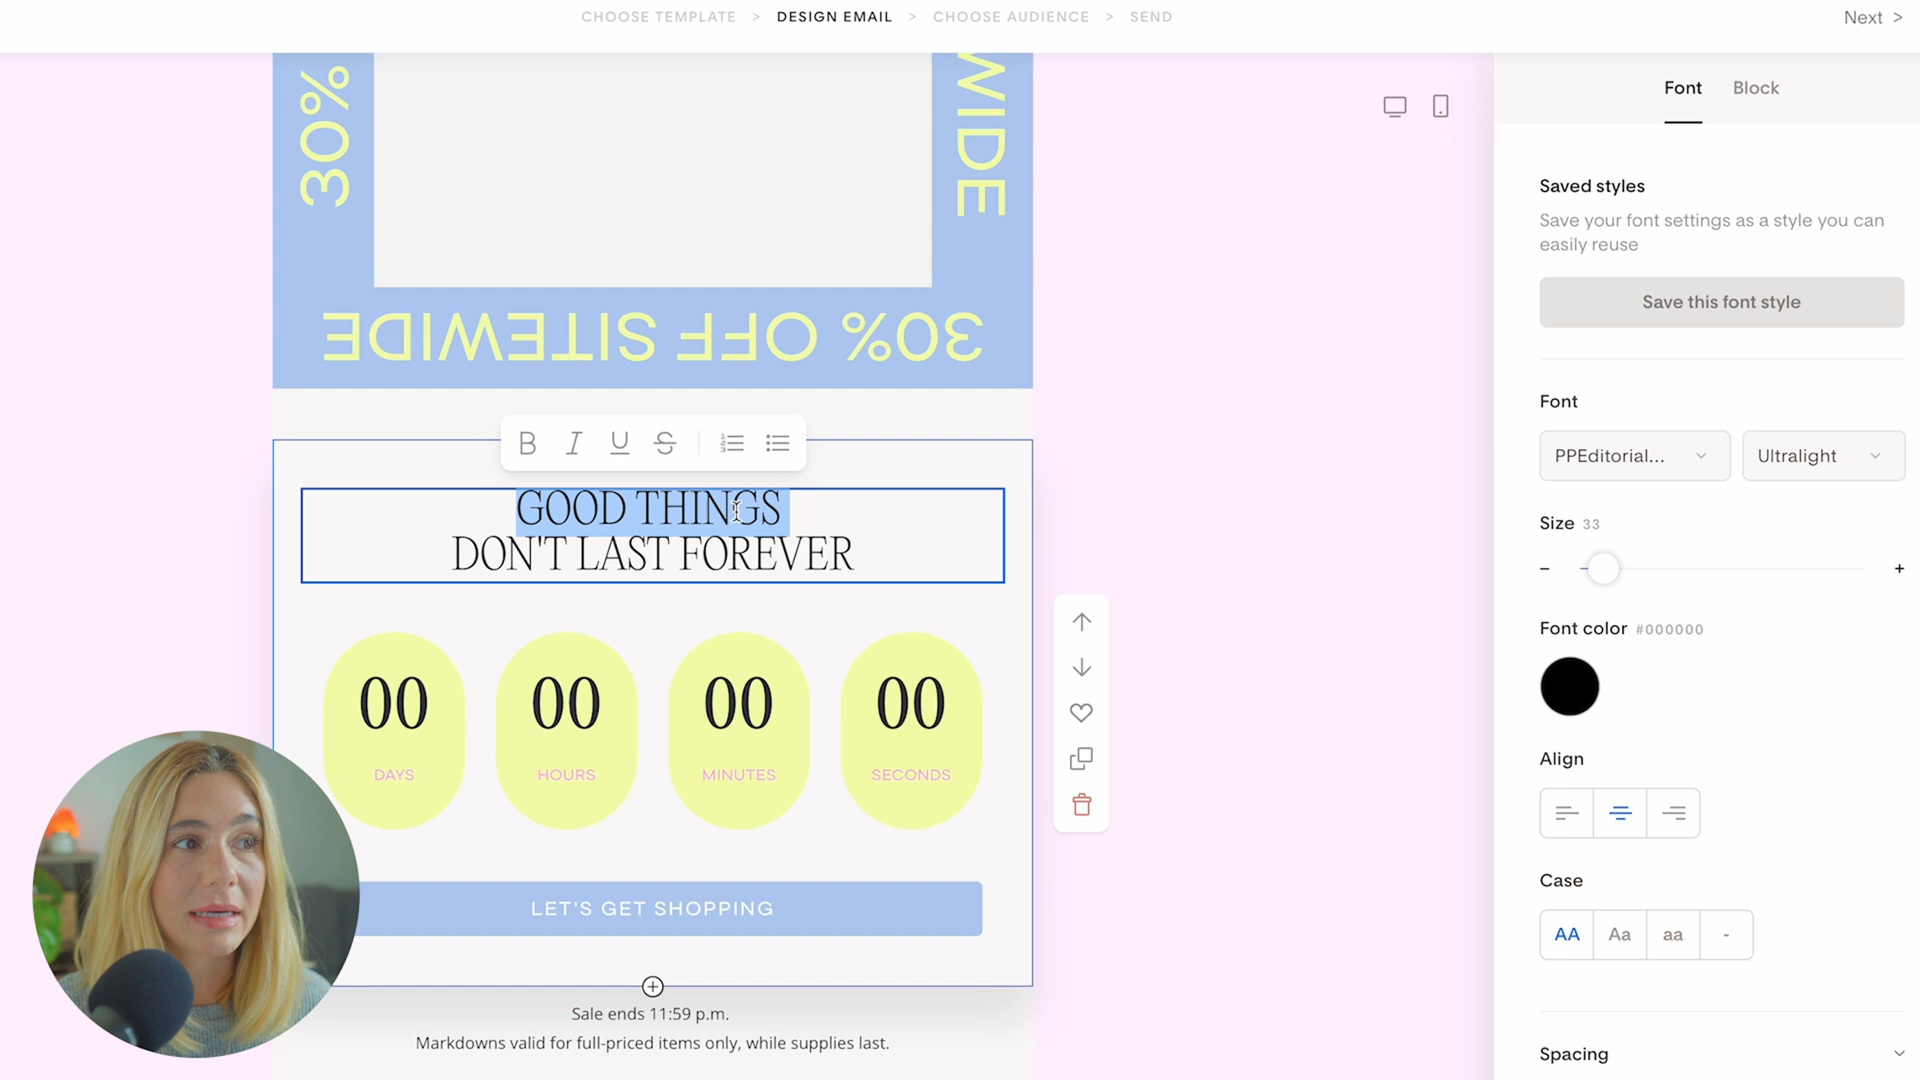 CHOOSE TEMPLATE > DESIGN EMAIL > CHOOSE AUDIENCE > SEND
Next >
30%
WIDE
30% OFF SITEWIDE
GOOD THINGS
DON'T LAST FOREVER
00 00 00 00
DAYS HOURS MINUTES SECONDS
LET'S GET SHOPPING
Sale ends 11:59 p.m.
Markdowns valid for full-priced items only, while supplies last.
Font Block
Saved styles
Save your font settings as a style you can
easily reuse
Save this font style
Font
PPEditorial... Ultralight
Size 33
Font color #000000
Align
Case
AA Aa aa -
Spacing